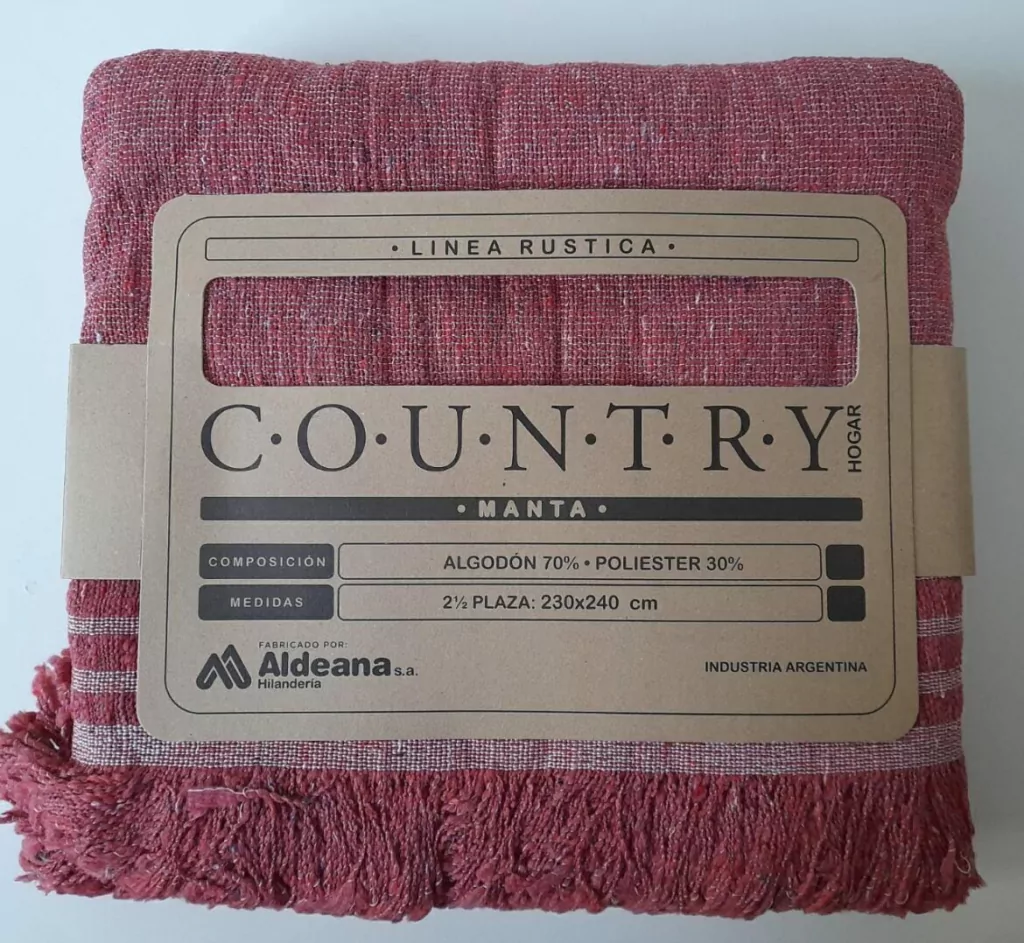 • LINEA RUSTICA •
C·O·U·N·T·R·Y HOGAR
• MANTA •
COMPOSICIÓN ALGODÓN 70% • POLIESTER 30%
MEDIDAS 2½ PLAZA: 230x240 cm
FABRICADO POR:
Aldeana s.a.
Hilandería
INDUSTRIA ARGENTINA